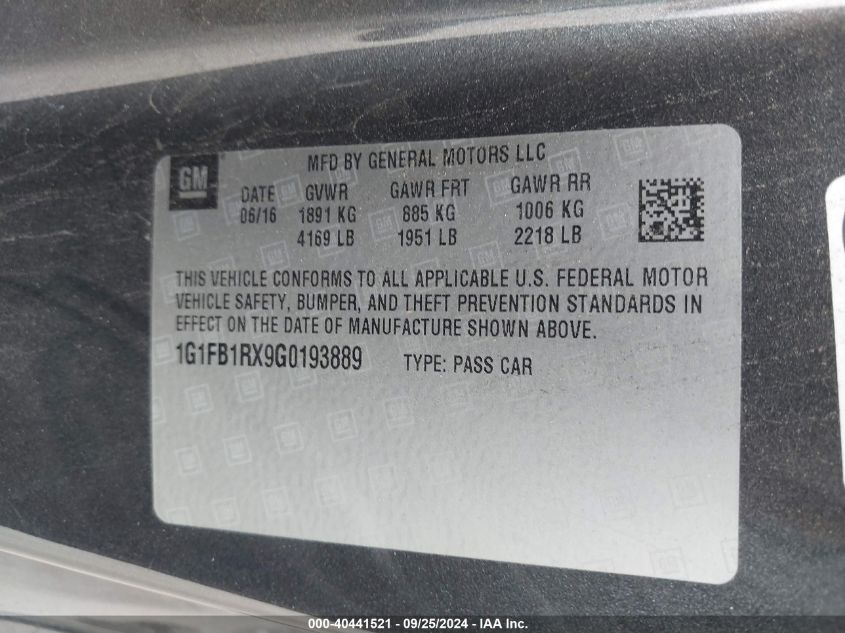 GM
MFD BY GENERAL MOTORS LLC
DATE GVWR GAWR FRT GAWR RR
06/16 1891 KG 885 KG 1006 KG
4169 LB 1951 LB 2218 LB
THIS VEHICLE CONFORMS TO ALL APPLICABLE U.S. FEDERAL MOTOR
VEHICLE SAFETY, BUMPER, AND THEFT PREVENTION STANDARDS IN
EFFECT ON THE DATE OF MANUFACTURE SHOWN ABOVE.
1G1FB1RX9G0193889 TYPE: PASS CAR
000-40441521 - 09/25/2024 - IAA Inc.